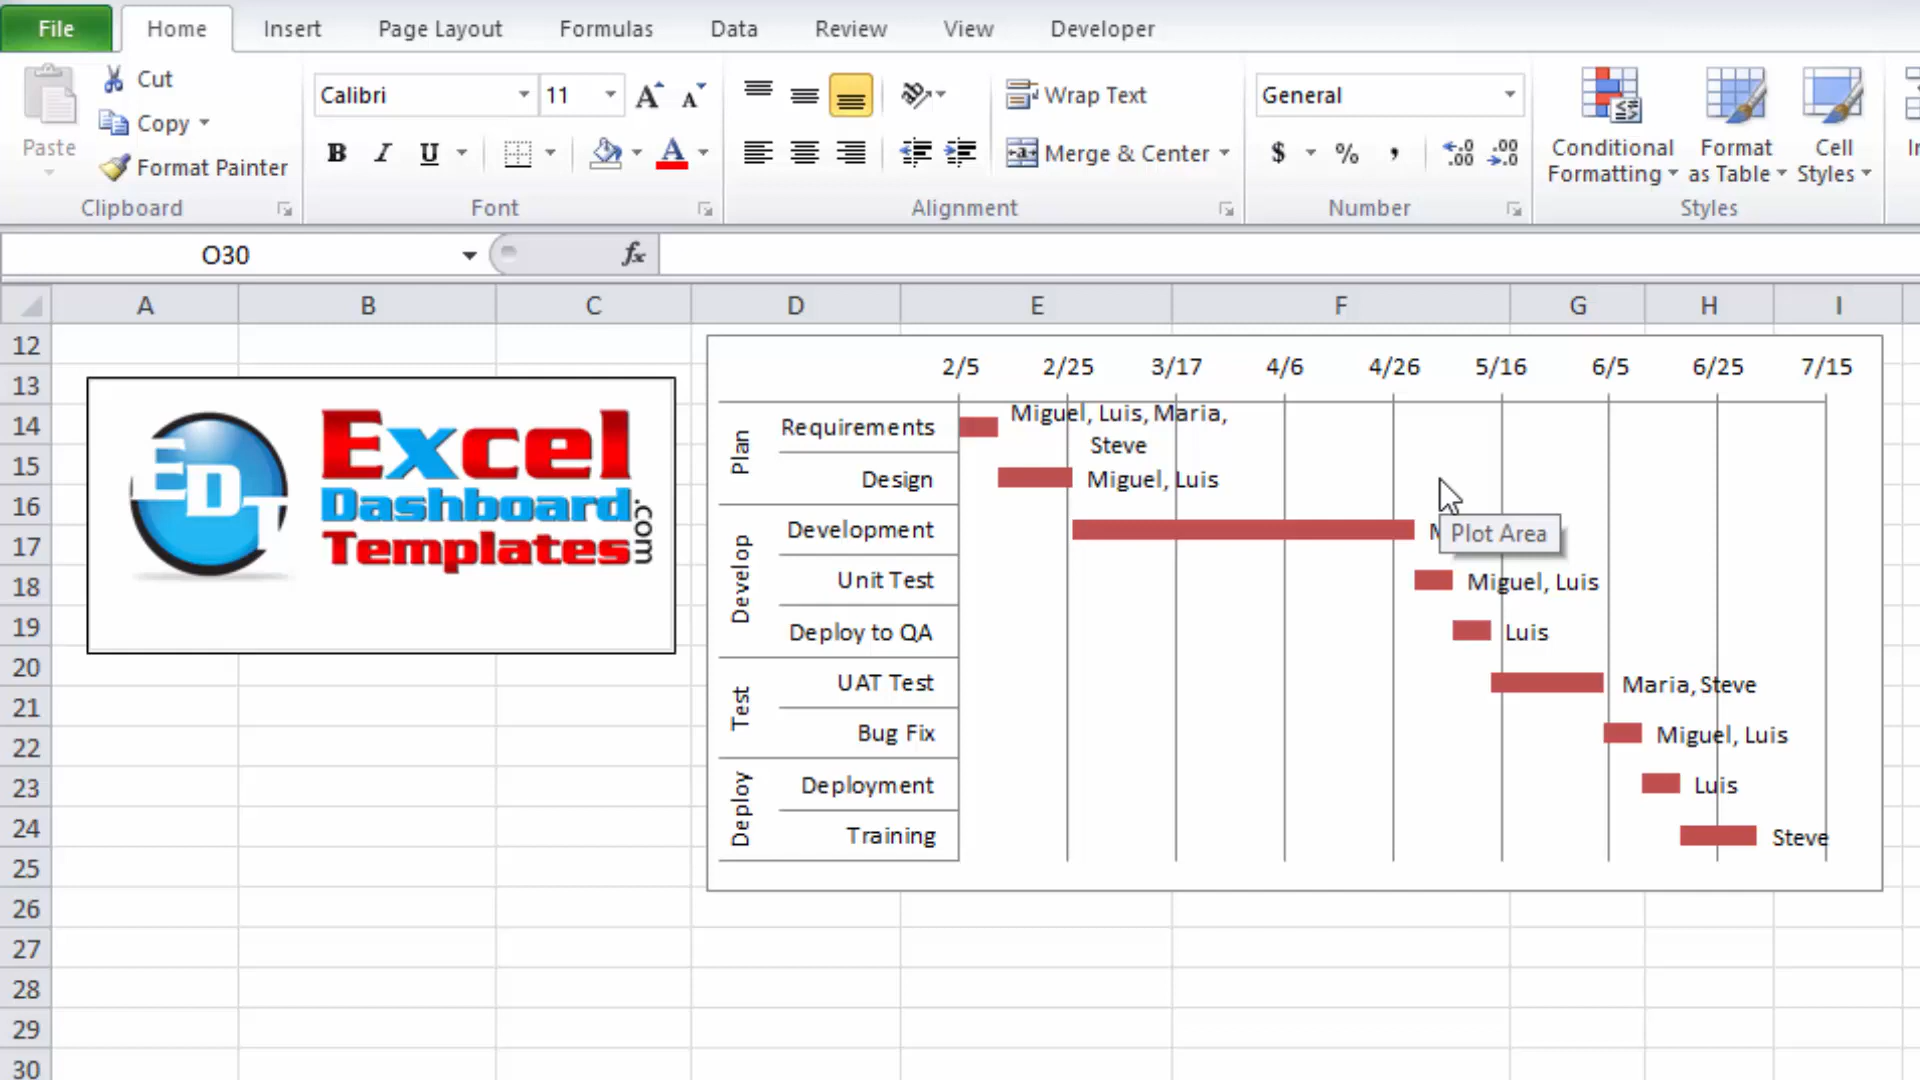 File Home Insert Page Layout Formulas Data Review View Developer
Paste
Cut
Copy
Format Painter
Clipboard
Calibri 11
B I U A
Font
Wrap Text
Merge & Center
Alignment
General
$ % , .00 .00
Number
Conditional Formatting
Format as Table
Cell Styles
Styles
O30 fx
A B C D E F G H I
12
13
14
15
16
17
18
19
20
21
22
23
24
25
26
27
28
29
30
EDT
Excel
Dashboard
Templates
.com
2/5 2/25 3/17 4/6 4/26 5/16 6/5 6/25 7/15
Plan
Requirements Miguel, Luis, Maria,
Steve
Design Miguel, Luis
Develop
Development
Plot Area
Unit Test Miguel, Luis
Deploy to QA Luis
Test
UAT Test Maria, Steve
Bug Fix Miguel, Luis
Deploy
Deployment Luis
Training Steve